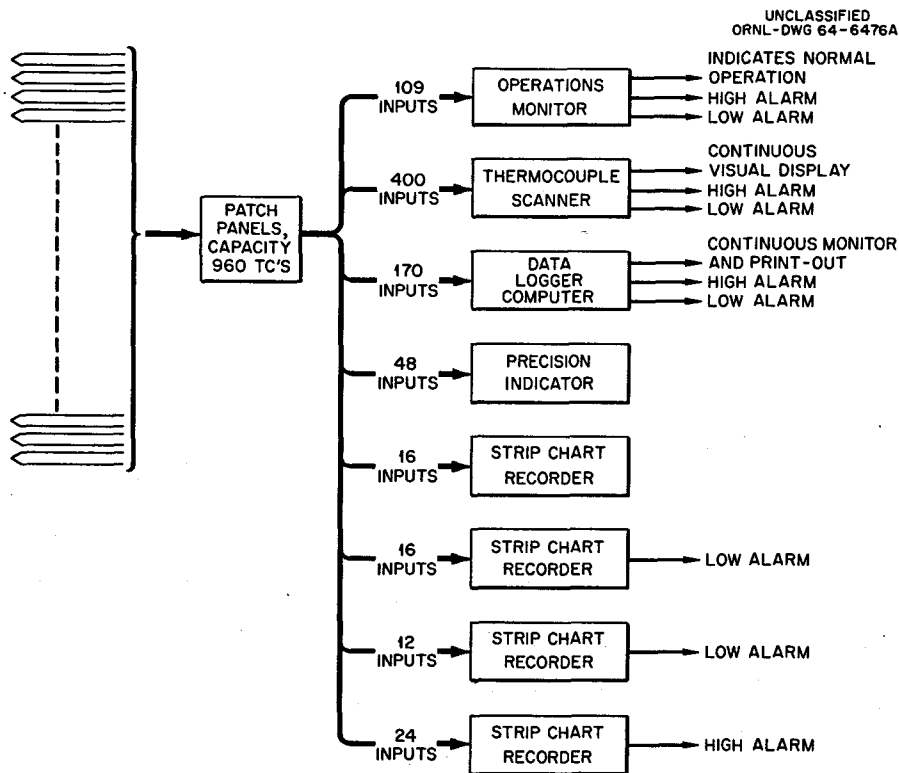 UNCLASSIFIED
ORNL-DWG 64-6476A
PATCH
PANELS,
CAPACITY
960 TC'S
109
INPUTS
OPERATIONS
MONITOR
INDICATES NORMAL
OPERATION
HIGH ALARM
LOW ALARM
400
INPUTS
THERMOCOUPLE
SCANNER
CONTINUOUS
VISUAL DISPLAY
HIGH ALARM
LOW ALARM
170
INPUTS
DATA
LOGGER
COMPUTER
CONTINUOUS MONITOR
AND PRINT-OUT
HIGH ALARM
LOW ALARM
48
INPUTS
PRECISION
INDICATOR
16
INPUTS
STRIP CHART
RECORDER
16
INPUTS
STRIP CHART
RECORDER
LOW ALARM
12
INPUTS
STRIP CHART
RECORDER
LOW ALARM
24
INPUTS
STRIP CHART
RECORDER
HIGH ALARM